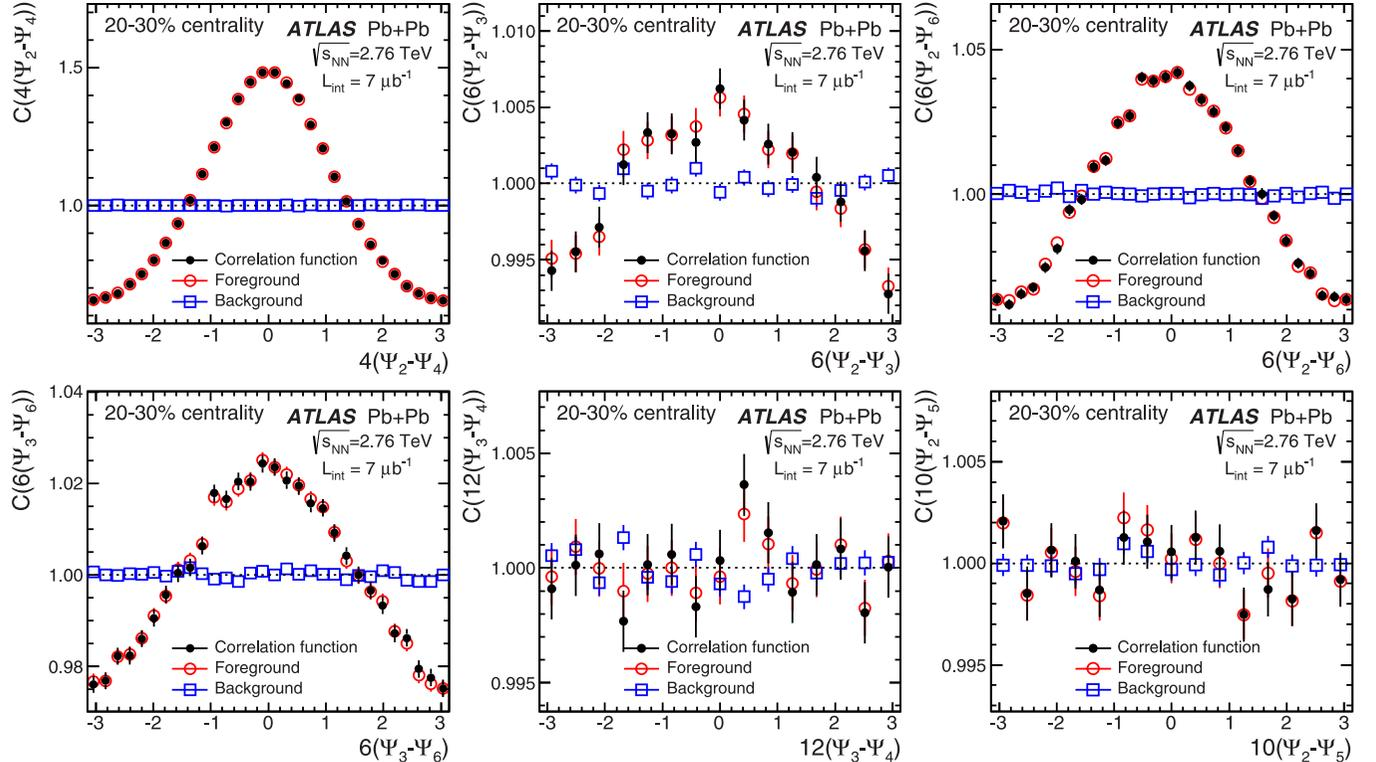 C(4(Ψ2-Ψ4))
20-30% centrality ATLAS Pb+Pb
√sNN=2.76 TeV
Lint = 7 μb-1
1.5
1.0
Correlation function
Foreground
Background
-3 -2 -1 0 1 2 3
4(Ψ2-Ψ4)
C(6(Ψ2-Ψ3))
20-30% centrality ATLAS Pb+Pb
√sNN=2.76 TeV
Lint = 7 μb-1
1.010
1.005
1.000
0.995
Correlation function
Foreground
Background
-3 -2 -1 0 1 2 3
6(Ψ2-Ψ3)
C(6(Ψ2-Ψ6))
20-30% centrality ATLAS Pb+Pb
√sNN=2.76 TeV
Lint = 7 μb-1
1.05
1.00
Correlation function
Foreground
Background
-3 -2 -1 0 1 2 3
6(Ψ2-Ψ6)
C(6(Ψ3-Ψ6))
20-30% centrality ATLAS Pb+Pb
√sNN=2.76 TeV
Lint = 7 μb-1
1.04
1.02
1.00
0.98
Correlation function
Foreground
Background
-3 -2 -1 0 1 2 3
6(Ψ3-Ψ6)
C(12(Ψ3-Ψ4))
20-30% centrality ATLAS Pb+Pb
√sNN=2.76 TeV
Lint = 7 μb-1
1.005
1.000
0.995
Correlation function
Foreground
Background
-3 -2 -1 0 1 2 3
12(Ψ3-Ψ4)
C(10(Ψ2-Ψ5))
20-30% centrality ATLAS Pb+Pb
√sNN=2.76 TeV
Lint = 7 μb-1
1.005
1.000
0.995
Correlation function
Foreground
Background
-3 -2 -1 0 1 2 3
10(Ψ2-Ψ5)